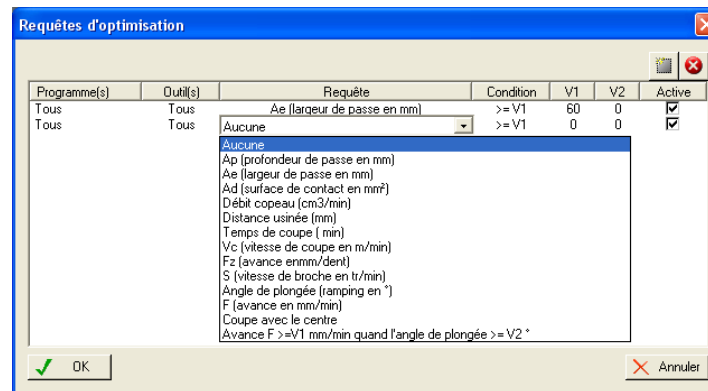 Requêtes d'optimisation
Programme(s) Outil(s) Requête Condition V1 V2 Active
Tous Tous Ae (largeur de passe en mm) >= V1 60 0
Tous Tous Aucune >= V1 0 0
Aucune
Ap (profondeur de passe en mm)
Ae (largeur de passe en mm)
Ad (surface de contact en mm²)
Débit copeau (cm3/min)
Distance usinée (mm)
Temps de coupe ( min)
Vc (vitesse de coupe en m/min)
Fz (avance enmm/dent)
S (vitesse de broche en tr/min)
Angle de plongée (ramping en °)
F (avance en mm/min)
Coupe avec le centre
Avance F >=V1 mm/min quand l'angle de plongée >= V2 °
OK Annuler